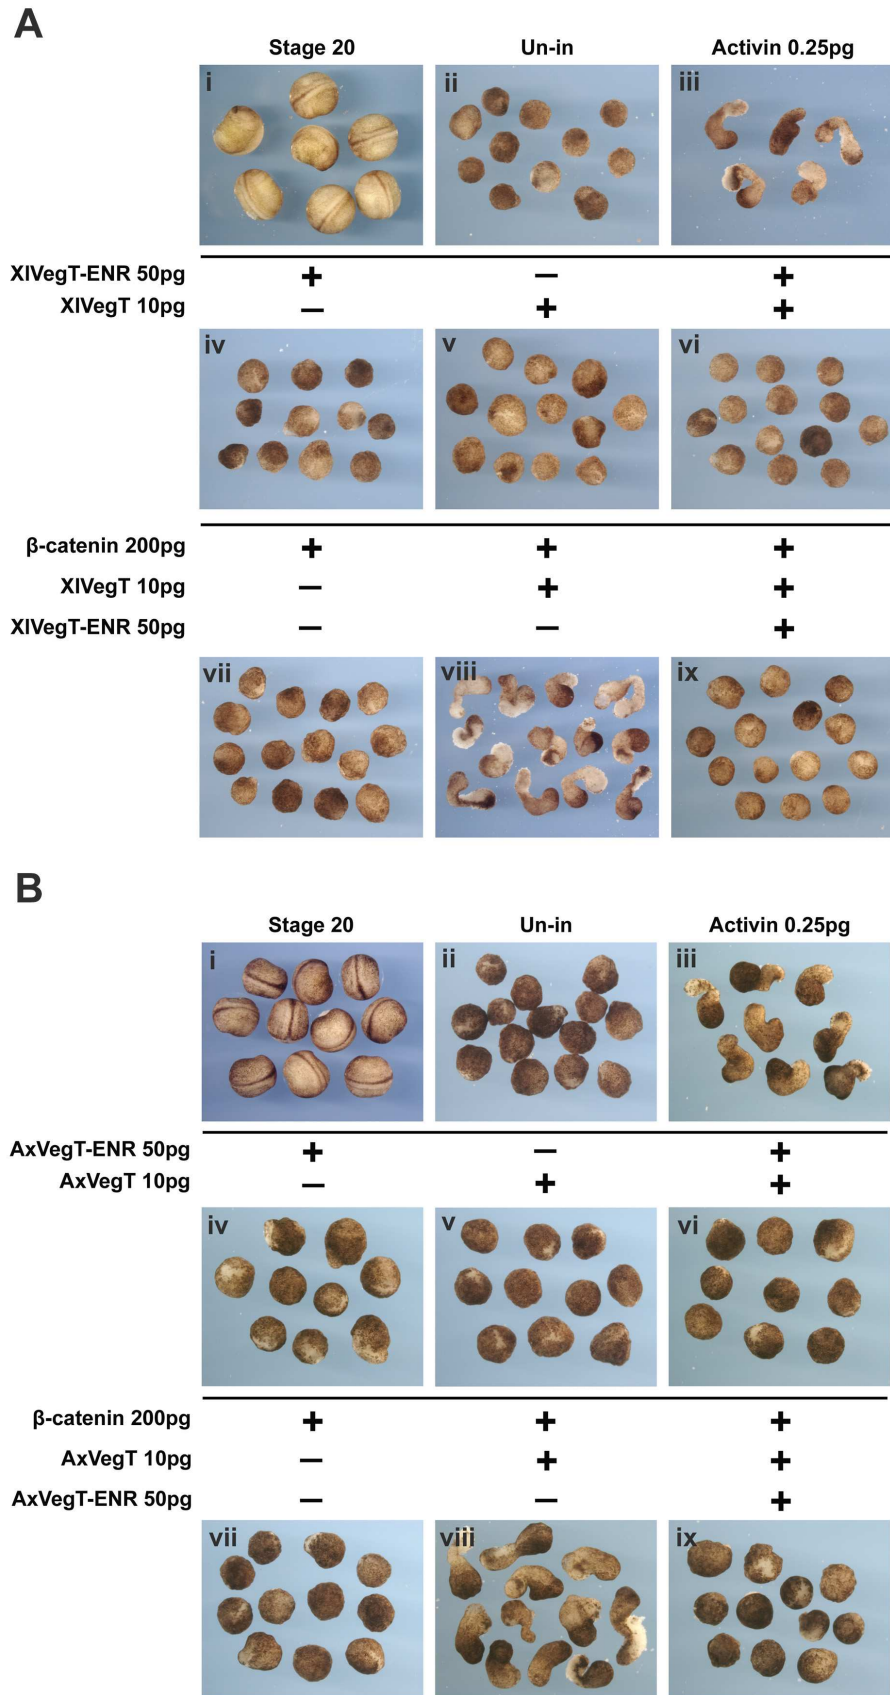 A
Stage 20 Un-in Activin 0.25pg
i ii iii
XlVegT-ENR 50pg + — +
XlVegT 10pg — + +
iv v vi
β-catenin 200pg + + +
XlVegT 10pg — + +
XlVegT-ENR 50pg — — +
vii viii ix
B
Stage 20 Un-in Activin 0.25pg
i ii iii
AxVegT-ENR 50pg + — +
AxVegT 10pg — + +
iv v vi
β-catenin 200pg + + +
AxVegT 10pg — + +
AxVegT-ENR 50pg — — +
vii viii ix